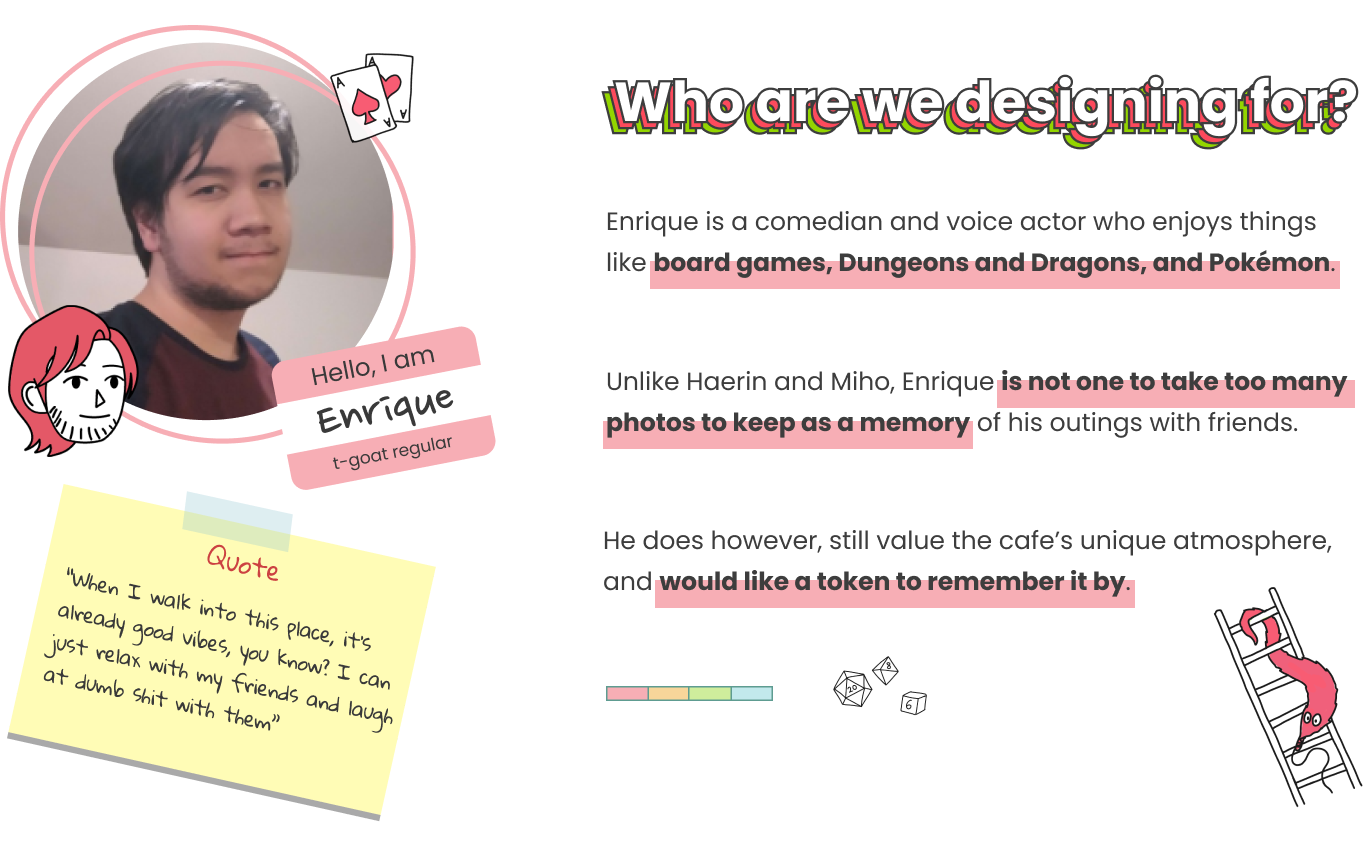 Who are we designing for?
Enrique is a comedian and voice actor who enjoys things
like board games, Dungeons and Dragons, and Pokémon.
Unlike Haerin and Miho, Enrique is not one to take too many
photos to keep as a memory of his outings with friends.
He does however, still value the cafe’s unique atmosphere,
and would like a token to remember it by.
A A
A A
Hello, I am
Enrique
t-goat regular
Quote
"When I walk into this place, it's
already good vibes, you know? I can
just relax with my friends and laugh
at dumb shit with them"
20
8
6